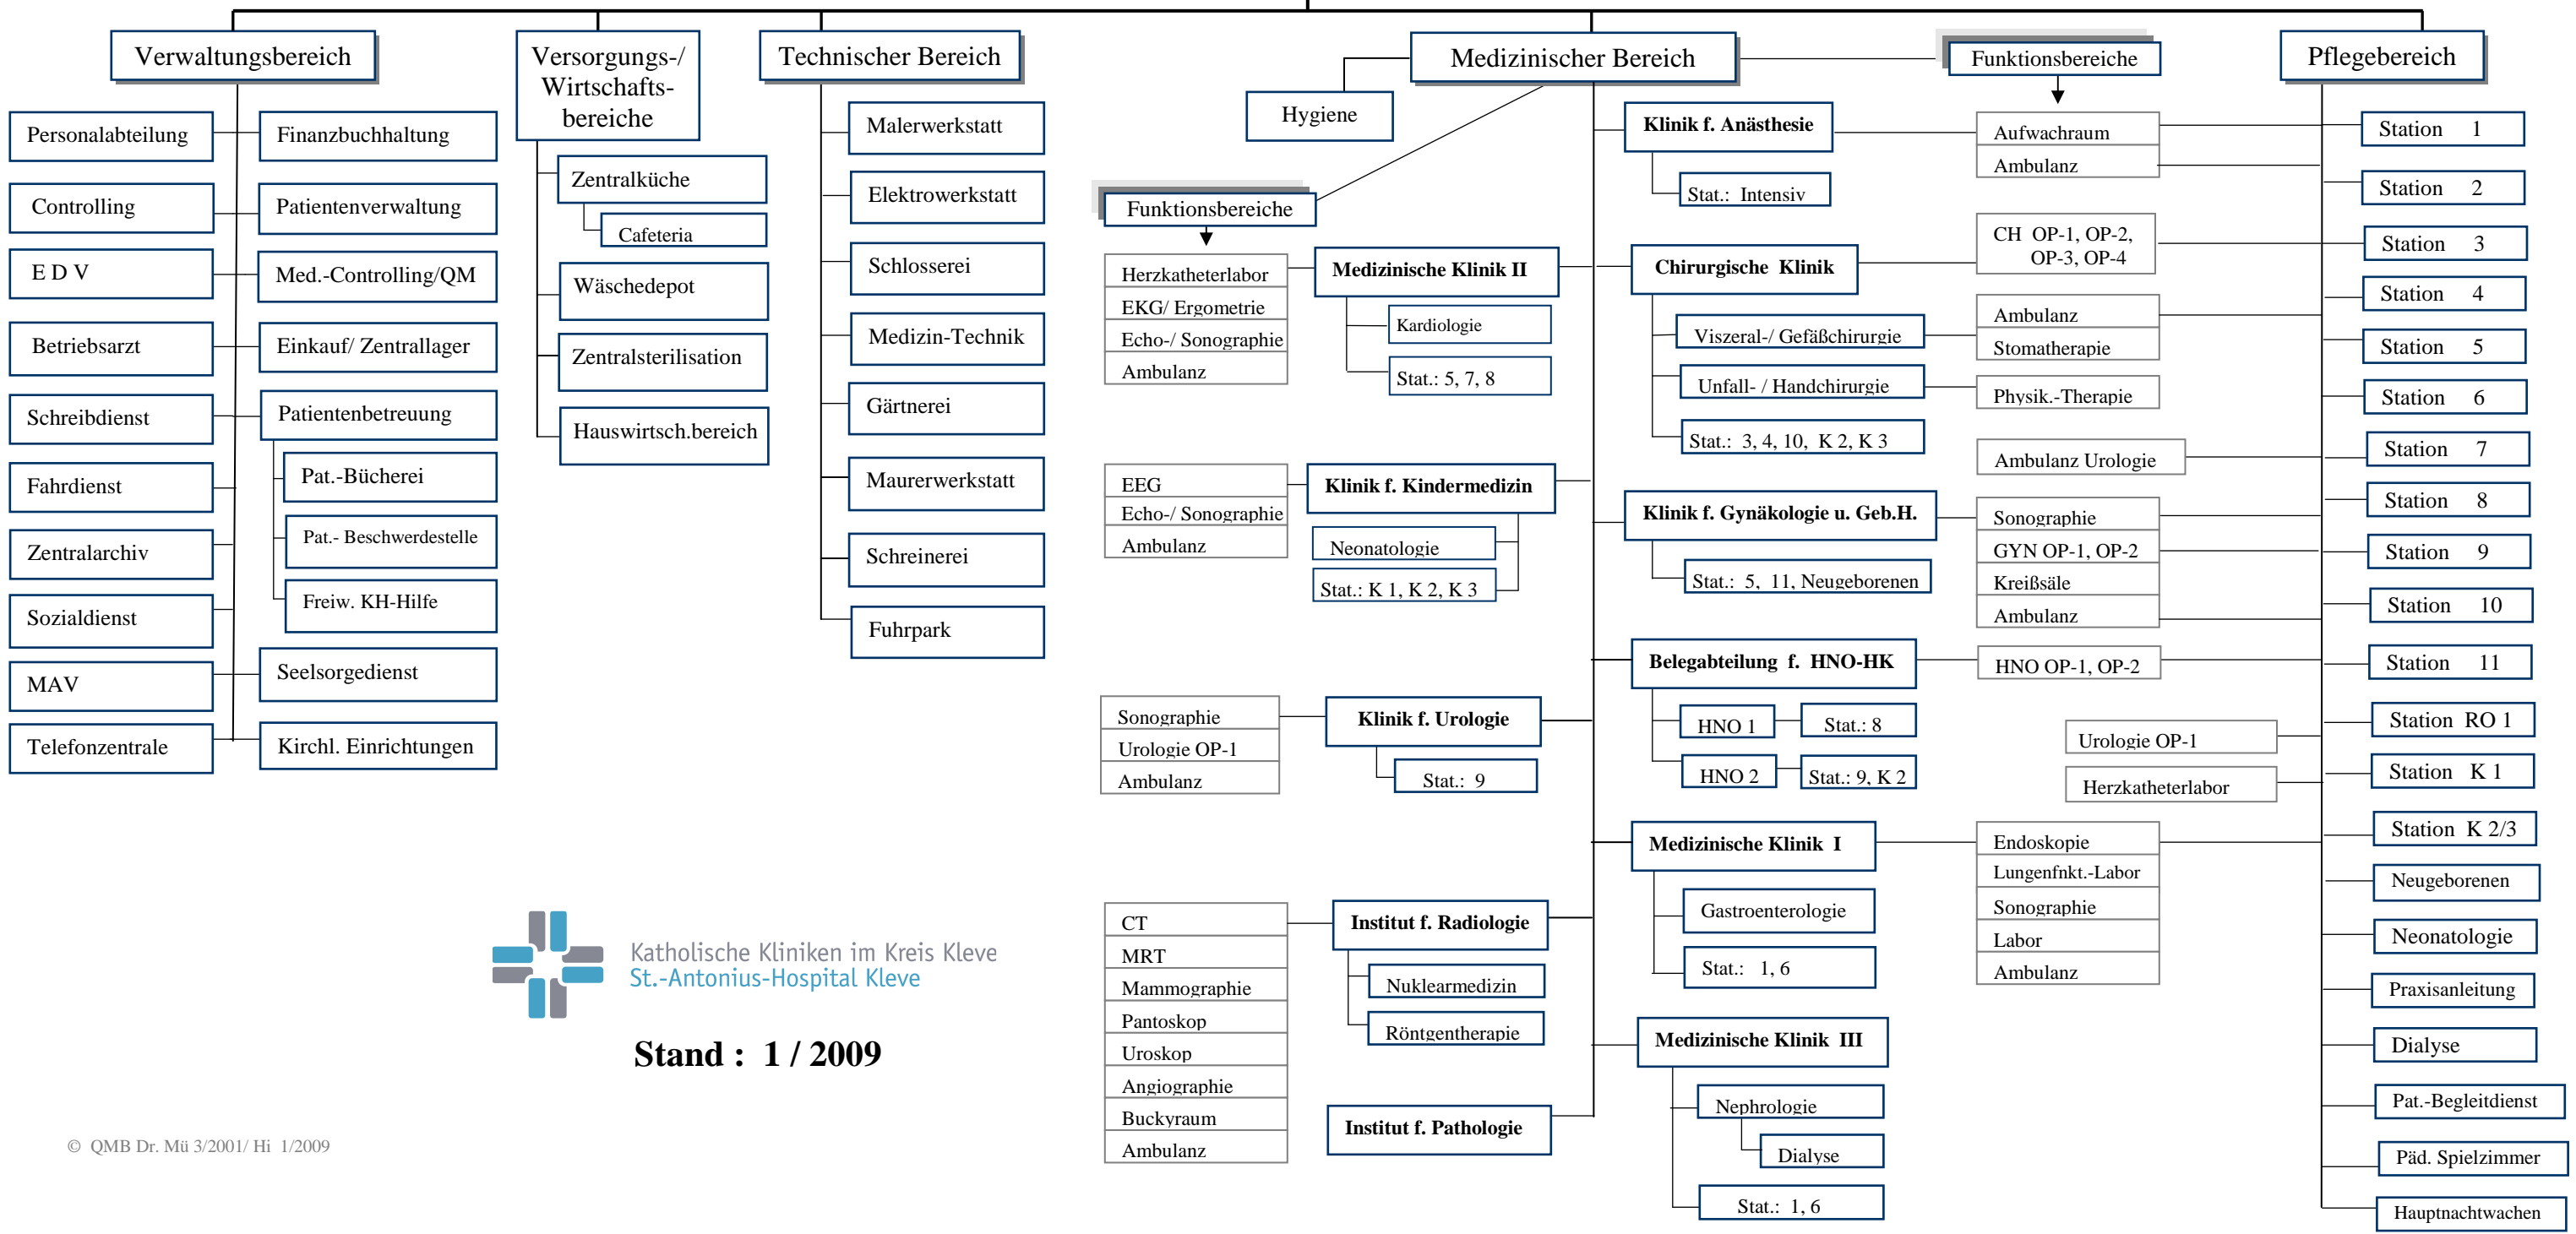 Verwaltungsbereich
Personalabteilung
Finanzbuchhaltung
Controlling
Patientenverwaltung
E D V
Med.-Controlling/QM
Betriebsarzt
Einkauf/ Zentrallager
Schreibdienst
Patientenbetreuung
Pat.-Bücherei
Fahrdienst
Pat.- Beschwerdestelle
Zentralarchiv
Freiw. KH-Hilfe
Sozialdienst
MAV
Seelsorgedienst
Telefonzentrale
Kirchl. Einrichtungen
Versorgungs-/
Wirtschafts-
bereiche
Zentralküche
Cafeteria
Wäschedepot
Zentralsterilisation
Hauswirtsch.bereich
Technischer Bereich
Malerwerkstatt
Elektrowerkstatt
Schlosserei
Medizin-Technik
Gärtnerei
Maurerwerkstatt
Schreinerei
Fuhrpark
Medizinischer Bereich
Hygiene
Funktionsbereiche
Herzkatheterlabor
EKG/ Ergometrie
Echo-/ Sonographie
Ambulanz
Medizinische Klinik II
Kardiologie
Stat.: 5, 7, 8
EEG
Echo-/ Sonographie
Ambulanz
Klinik f. Kindermedizin
Neonatologie
Stat.: K 1, K 2, K 3
Sonographie
Urologie OP-1
Ambulanz
Klinik f. Urologie
Stat.: 9
CT
MRT
Mammographie
Pantoskop
Uroskop
Angiographie
Buckyraum
Ambulanz
Institut f. Radiologie
Nuklearmedizin
Röntgentherapie
Institut f. Pathologie
Klinik f. Anästhesie
Stat.: Intensiv
Chirurgische Klinik
Viszeral-/ Gefäßchirurgie
Unfall- / Handchirurgie
Stat.: 3, 4, 10, K 2, K 3
Klinik f. Gynäkologie u. Geb.H.
Stat.: 5, 11, Neugeborenen
Belegabteilung f. HNO-HK
HNO 1
Stat.: 8
HNO 2
Stat.: 9, K 2
Medizinische Klinik I
Gastroenterologie
Stat.: 1, 6
Medizinische Klinik III
Nephrologie
Dialyse
Stat.: 1, 6
Funktionsbereiche
Aufwachraum
Ambulanz
CH OP-1, OP-2,
OP-3, OP-4
Ambulanz
Stomatherapie
Physik.-Therapie
Ambulanz Urologie
Sonographie
GYN OP-1, OP-2
Kreißsäle
Ambulanz
HNO OP-1, OP-2
Urologie OP-1
Herzkatheterlabor
Endoskopie
Lungenfnkt.-Labor
Sonographie
Labor
Ambulanz
Pflegebereich
Station 1
Station 2
Station 3
Station 4
Station 5
Station 6
Station 7
Station 8
Station 9
Station 10
Station 11
Station RO 1
Station K 1
Station K 2/3
Neugeborenen
Neonatologie
Praxisanleitung
Dialyse
Pat.-Begleitdienst
Päd. Spielzimmer
Hauptnachtwachen
Katholische Kliniken im Kreis Kleve
St.-Antonius-Hospital Kleve
Stand : 1 / 2009
© QMB Dr. Mü 3/2001/ Hi 1/2009